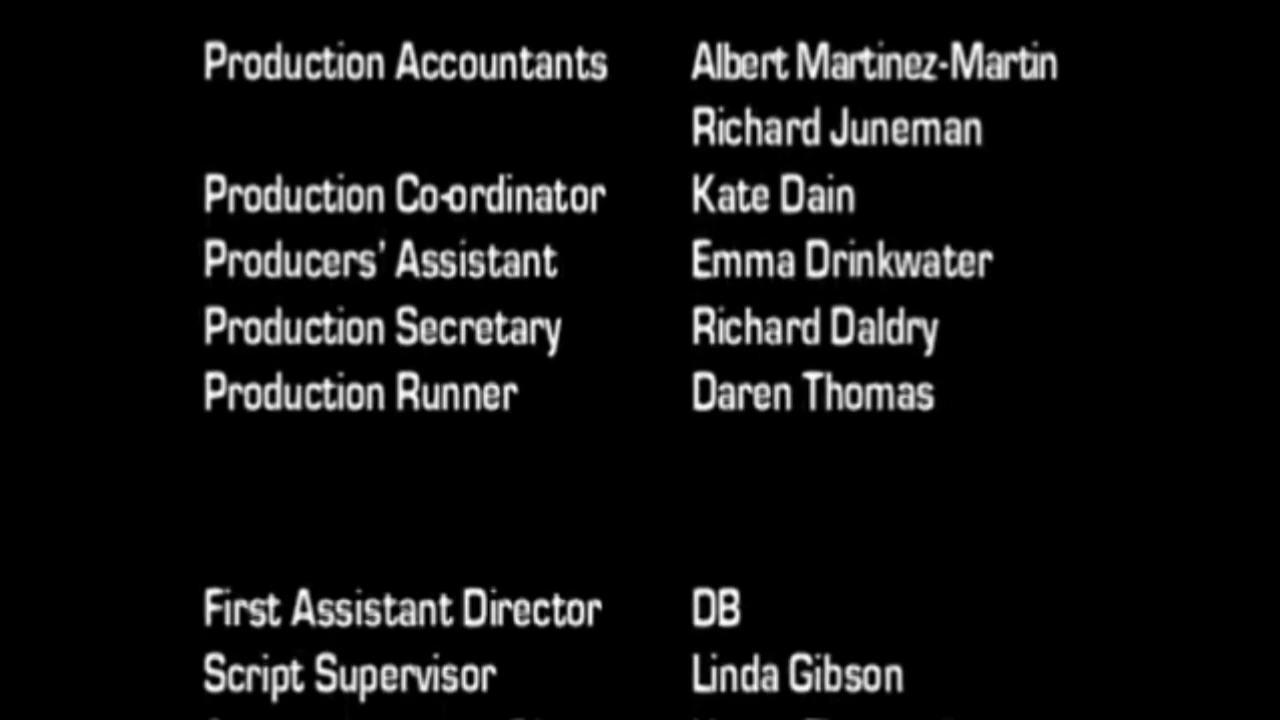 Production Accountants Albert Martinez-Martin
Richard Juneman
Production Co-ordinator Kate Dain
Producers' Assistant Emma Drinkwater
Production Secretary Richard Daldry
Production Runner Daren Thomas
First Assistant Director DB
Script Supervisor Linda Gibson